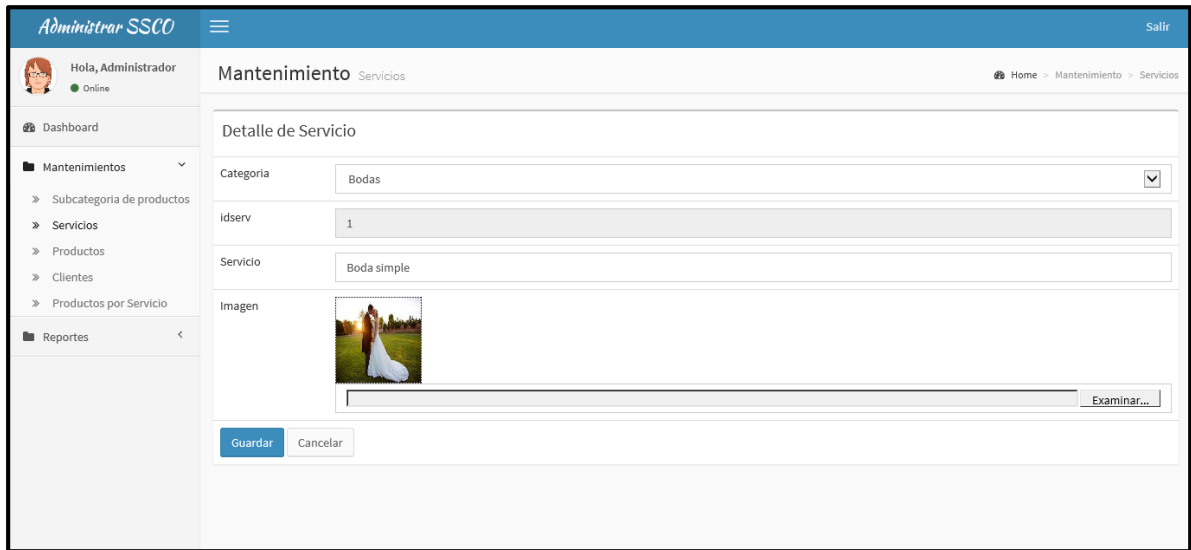 Administrar SSCO
Salir
Hola, Administrador
Online
Mantenimiento Servicios
Home > Mantenimiento > Servicios
Dashboard
Mantenimientos
Subcategoria de productos
Servicios
Productos
Clientes
Productos por Servicio
Reportes
Detalle de Servicio
Categoria
Bodas
idserv
1
Servicio
Boda simple
Imagen
Examinar...
Guardar
Cancelar